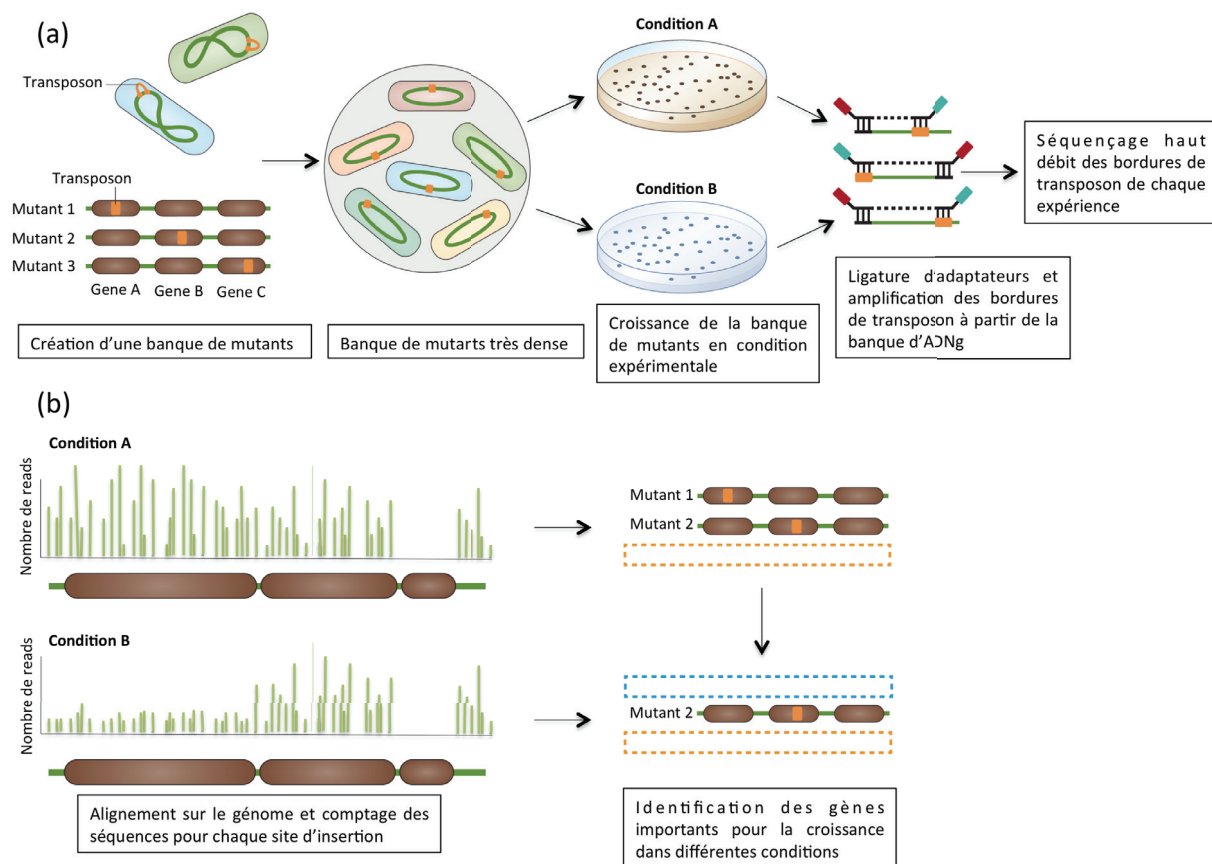 (a)
Transposon
Transposon
Mutant 1
Mutant 2
Mutant 3
Gene A Gene B Gene C
Création d'une banque de mutants
Banque de mutarts très dense
Condition A
Condition B
Croissance de la banque
de mutants en condition
expérimentale
Ligature d'adaptateurs et
amplification des bordures
de transposon à partir de la
banque d'ADNg
Séquençage haut
débit des bordures de
transposon de chaque
expérience
(b)
Condition A
Nombre de reads
Condition B
Nombre de reads
Alignement sur le génome et comptage des
séquences pour chaque site d'insertion
Mutant 1
Mutant 2
Mutant 2
Identification des gènes
importants pour la croissance
dans différentes conditions